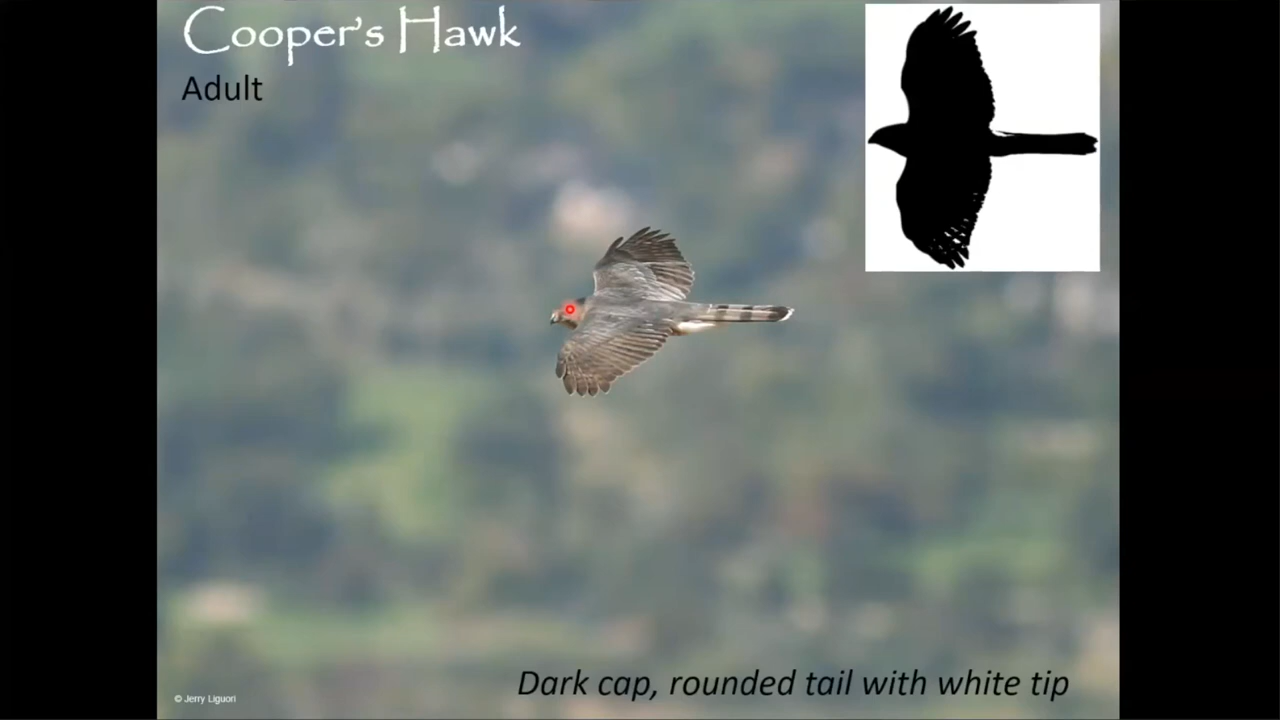 Cooper's Hawk
Adult
Dark cap, rounded tail with white tip
© Jerry Liguori